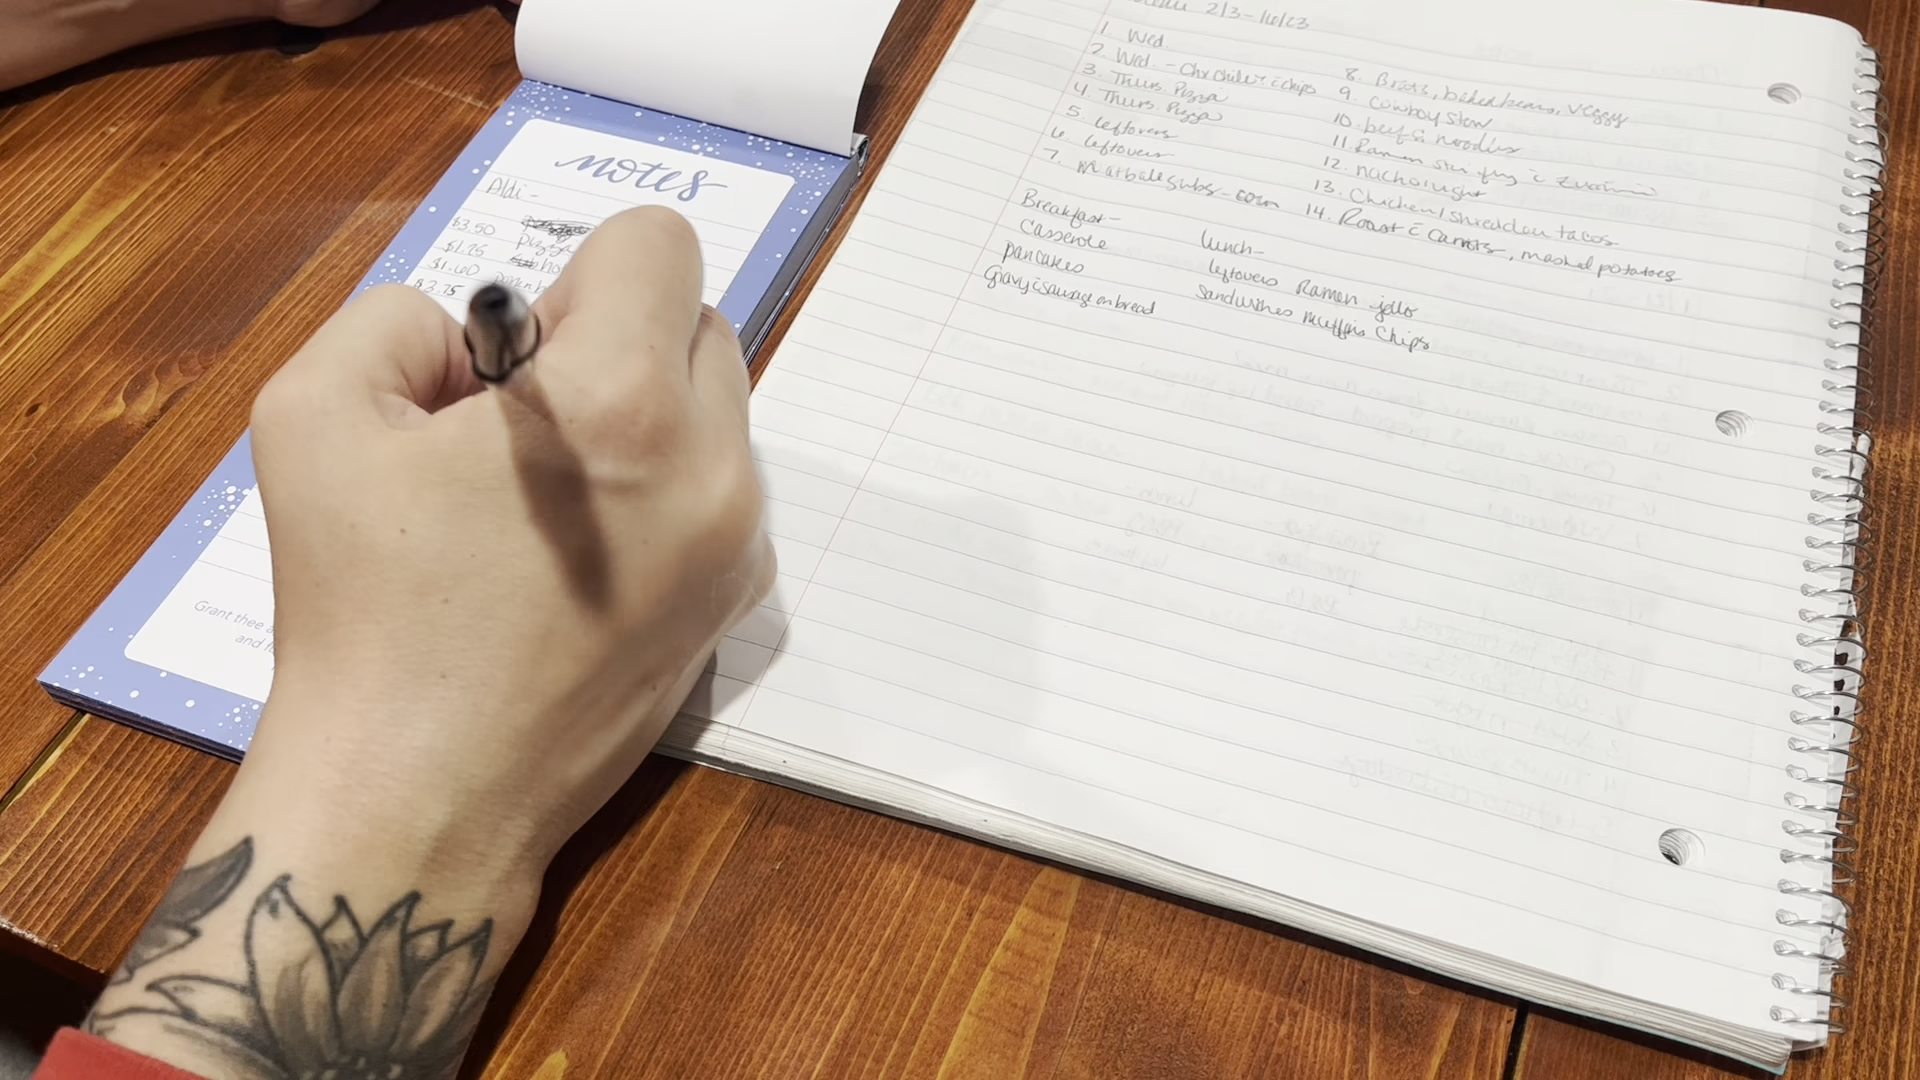 notes
Aldi -
$3.50
$1.25 pizza
$1.60
$3.75
Grant thee a
and f
2/3-16/23
1. Wed.
2. Wed. - Chx chile's c̄ chips
3. Thurs. Pizza
4. Thurs. Pizza
5 leftovers
6 leftovers
7. Meatball subs - corn
8. Brats, baked beans, veggy
9. cowboy stew
10. beef & noodles
11. Ramen stir fry c̄ zucchini
12. nacho night
13. Chicken/shredded tacos
14. Roast c̄ carrots, mashed potatoes
Breakfast -
Casserole
pancakes
Gravy c̄ sausage on bread
lunch -
leftovers Ramen jello
Sandwiches Muffins Chips